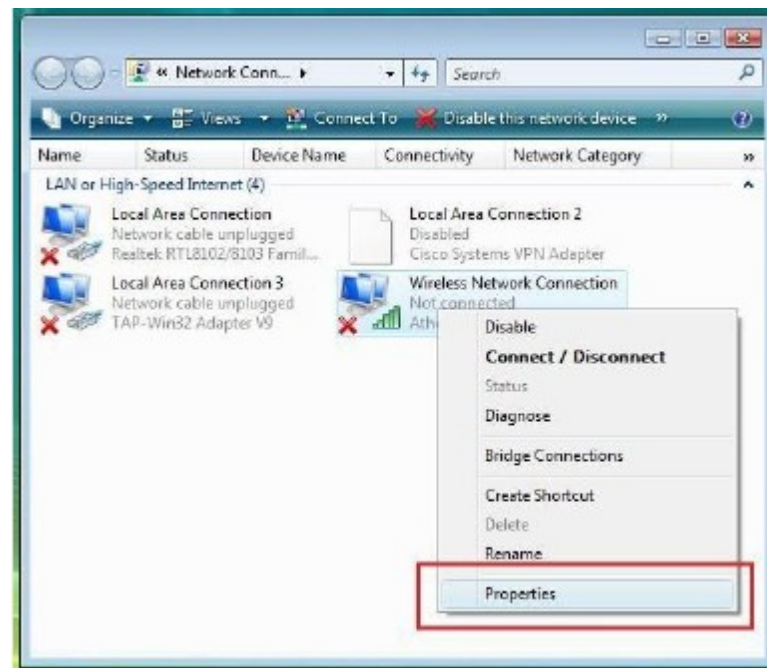 « Network Conn...
Search
Organize Views Connect To Disable this network device »
Name Status Device Name Connectivity Network Category »
LAN or High-Speed Internet (4)
Local Area Connection
Network cable unplugged
Realtek RTL8102/8103 Famil...
Local Area Connection 2
Disabled
Cisco Systems VPN Adapter
Local Area Connection 3
Network cable unplugged
TAP-Win32 Adapter V9
Wireless Network Connection
Not connected
Disable
Connect / Disconnect
Status
Diagnose
Bridge Connections
Create Shortcut
Delete
Rename
Properties